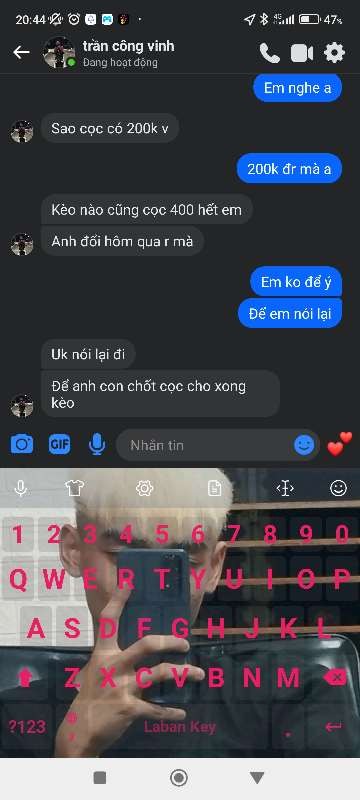 20:44
4G
47%
trần công vinh
Đang hoạt động
Em nghe a
Sao cọc có 200k v
200k đr mà a
Kèo nào cũng cọc 400 hết em
Anh đổi hôm qua r mà
Em ko để ý
Để em nói lại
Uk nói lại đi
Để anh con chốt cọc cho xong
kèo
GIF
Nhắn tin
1 2 3 4 5 6 7 8 9 0
Q W E R T Y U I O P
A S D F G H J K L
Z X C V B N M
?123 , Laban Key .